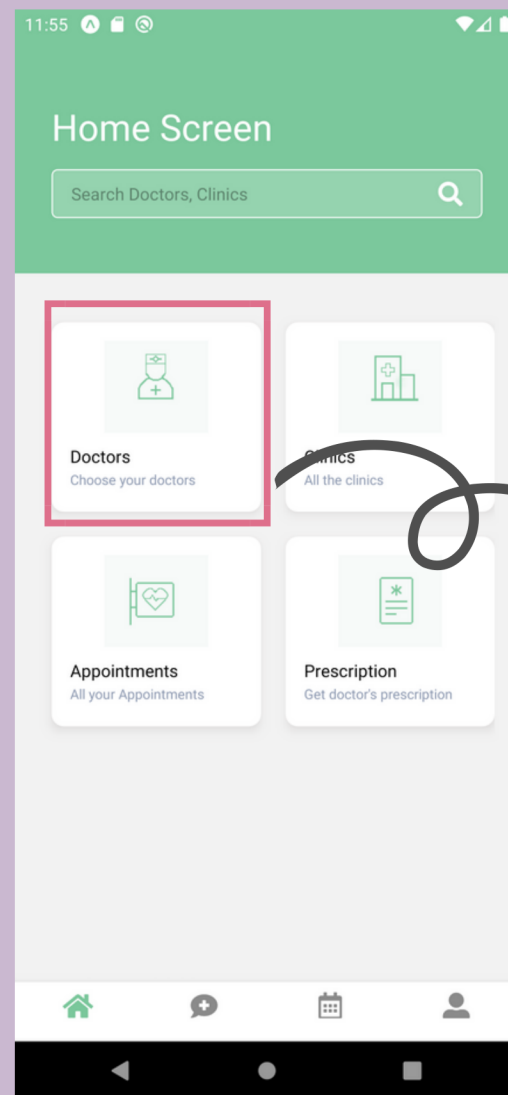 11:55
Home Screen
Search Doctors, Clinics
Doctors
Choose your doctors
Clinics
All the clinics
Appointments
All your Appointments
Prescription
Get doctor's prescription